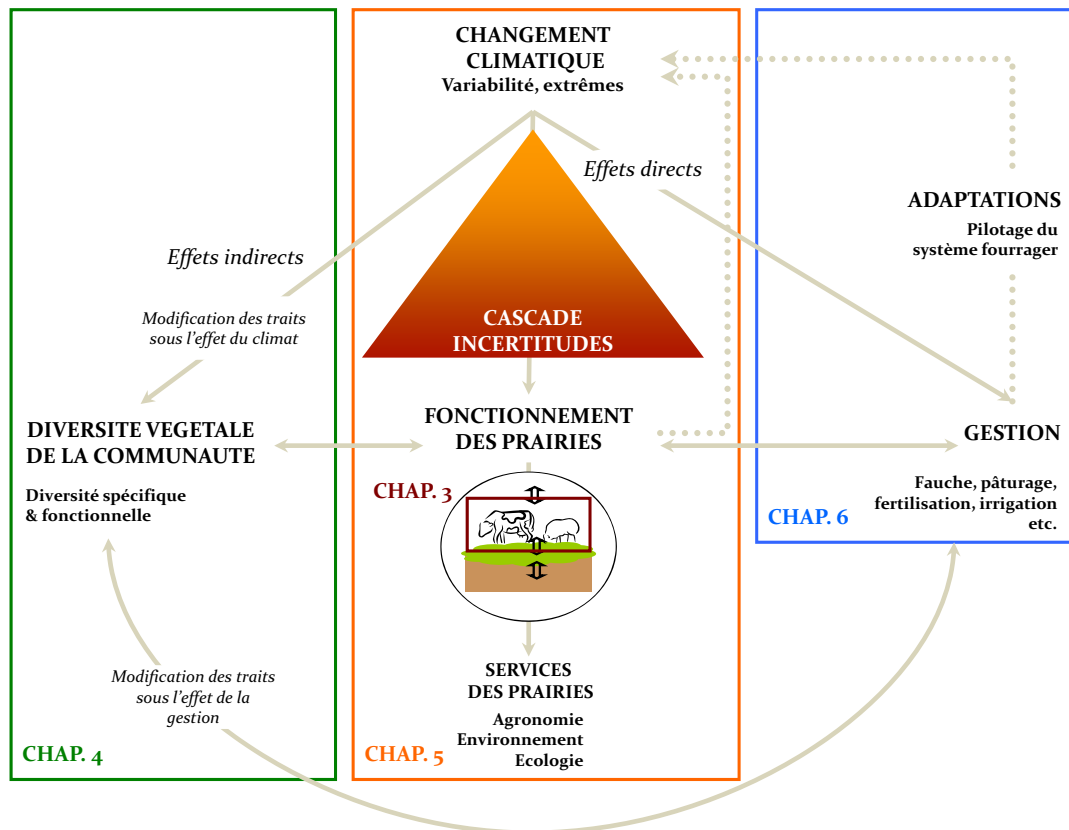 CHANGEMENT
CLIMATIQUE
Variabilité, extrêmes
Effets directs
Effets indirects
Modification des traits
sous l'effet du climat
CASCADE
INCERTITUDES
ADAPTATIONS
Pilotage du
système fourrager
DIVERSITE VEGETALE
DE LA COMMUNAUTE
Diversité spécifique
& fonctionnelle
FONCTIONNEMENT
DES PRAIRIES
CHAP. 3
GESTION
Fauche, pâturage,
fertilisation, irrigation
etc.
CHAP. 6
Modification des traits
sous l'effet de la
gestion
SERVICES
DES PRAIRIES
Agronomie
Environnement
Ecologie
CHAP. 4
CHAP. 5